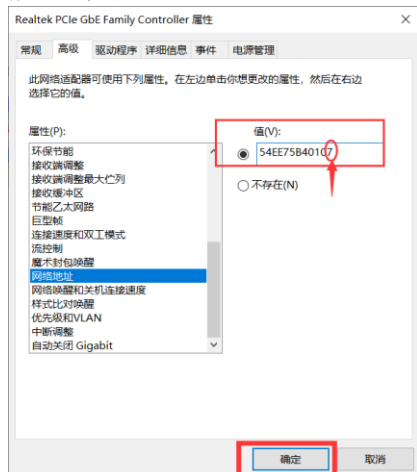 Realtek PCIe GbE Family Controller 属性
常规 高级 驱动程序 详细信息 事件 电源管理
此网络适配器可使用下列属性。在左边单击你想更改的属性，然后在右边
选择它的值。
属性(P):
值(V):
环保节能
54EE75B40107
接收端调整
接收端调整最大伫列
不存在(N)
接收缓冲区
节能乙太网路
巨型帧
连接速度和双工模式
流控制
魔术封包唤醒
网络地址
网络唤醒和关机连接速度
样式比对唤醒
优先级和VLAN
中断调整
自动关闭 Gigabit
确定
取消